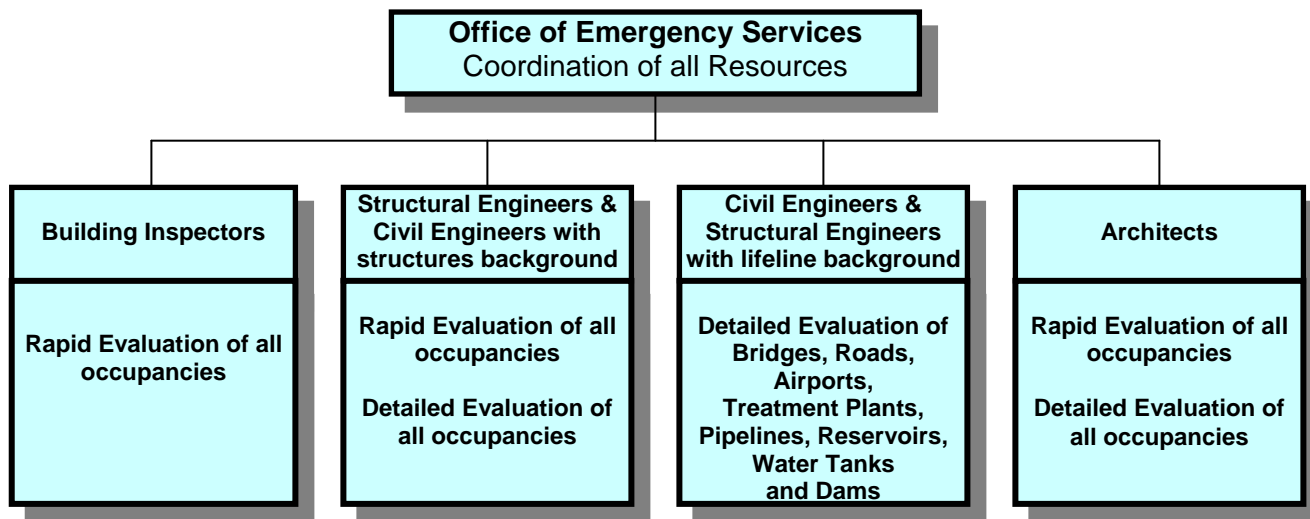 Office of Emergency Services
Coordination of all Resources
Building Inspectors
Rapid Evaluation of all
occupancies
Structural Engineers &
Civil Engineers with
structures background
Rapid Evaluation of all
occupancies
Detailed Evaluation of
all occupancies
Civil Engineers &
Structural Engineers
with lifeline background
Detailed Evaluation of
Bridges, Roads,
Airports,
Treatment Plants,
Pipelines, Reservoirs,
Water Tanks
and Dams
Architects
Rapid Evaluation of all
occupancies
Detailed Evaluation of
all occupancies